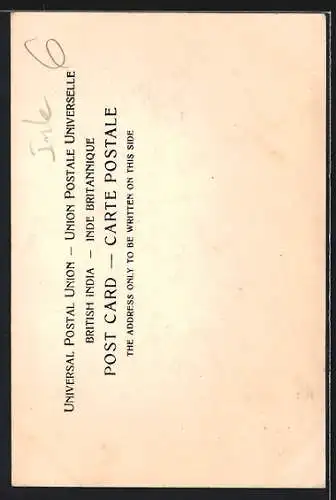 UNIVERSAL POSTAL UNION — UNION POSTALE UNIVERSELLE
BRITISH INDIA — INDE BRITANNIQUE
POST CARD — CARTE POSTALE
THE ADDRESS ONLY TO BE WRITTEN ON THIS SIDE
Ink
6